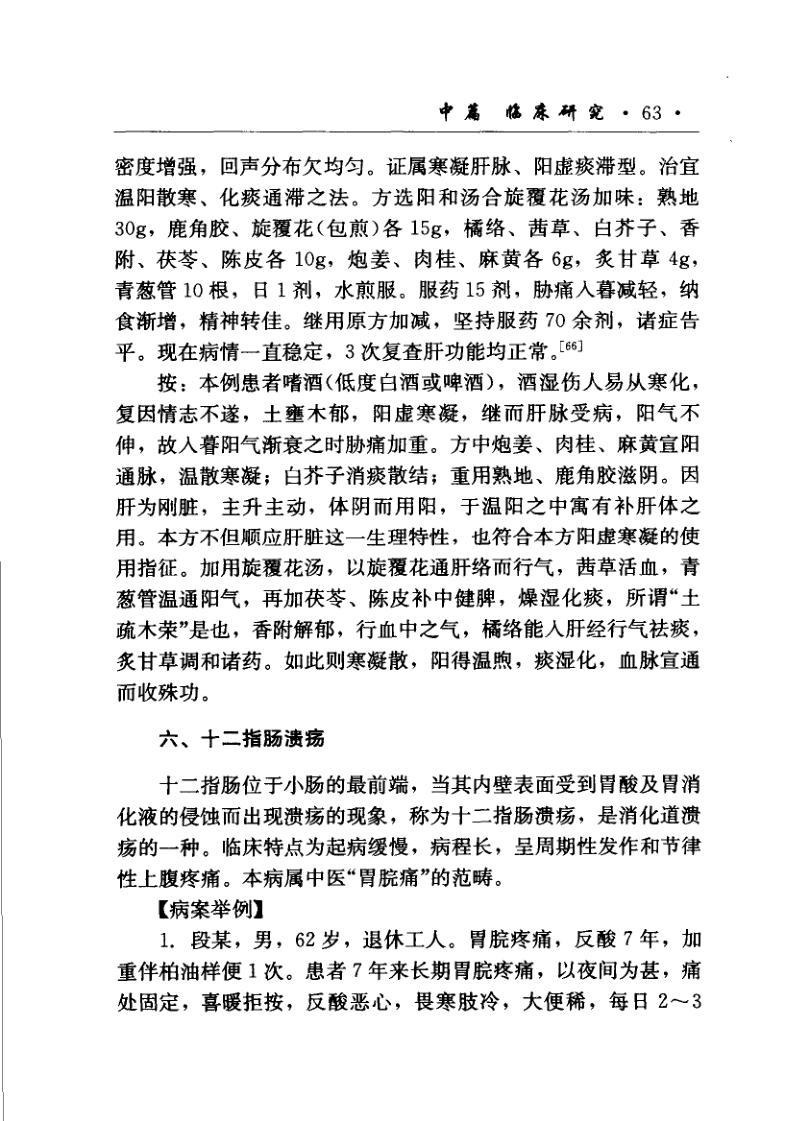 中篇 临床研究 · 63 ·
密度增强，回声分布欠均匀。证属寒凝肝脉、阳虚痰滞型。治宜
温阳散寒、化痰通滞之法。方选阳和汤合旋覆花汤加味：熟地
30g，鹿角胶、旋覆花（包煎）各 15g，橘络、茜草、白芥子、香
附、茯苓、陈皮各 10g，炮姜、肉桂、麻黄各 6g，炙甘草 4g，
青葱管 10 根，日 1 剂，水煎服。服药 15 剂，胁痛入暮减轻，纳
食渐增，精神转佳。继用原方加减，坚持服药 70 余剂，诸症告
平。现在病情一直稳定，3 次复查肝功能均正常。[66]
按：本例患者嗜酒（低度白酒或啤酒），酒湿伤人易从寒化，
复因情志不遂，土壅木郁，阳虚寒凝，继而肝脉受病，阳气不
伸，故入暮阳气渐衰之时胁痛加重。方中炮姜、肉桂、麻黄宣阳
通脉，温散寒凝；白芥子消痰散结；重用熟地、鹿角胶滋阴。因
肝为刚脏，主升主动，体阴而用阳，于温阳之中寓有补肝体之
用。本方不但顺应肝脏这一生理特性，也符合本方阳虚寒凝的使
用指征。加用旋覆花汤，以旋覆花通肝络而行气，茜草活血，青
葱管温通阳气，再加茯苓、陈皮补中健脾，燥湿化痰，所谓“土
疏木荣”是也，香附解郁，行血中之气，橘络能入肝经行气祛痰，
炙甘草调和诸药。如此则寒凝散，阳得温煦，痰湿化，血脉宣通
而收殊功。
六、十二指肠溃疡
十二指肠位于小肠的最前端，当其内壁表面受到胃酸及胃消
化液的侵蚀而出现溃疡的现象，称为十二指肠溃疡，是消化道溃
疡的一种。临床特点为起病缓慢，病程长，呈周期性发作和节律
性上腹疼痛。本病属中医“胃脘痛”的范畴。
【病案举例】
1. 段某，男，62 岁，退休工人。胃脘疼痛，反酸 7 年，加
重伴柏油样便 1 次。患者 7 年来长期胃脘疼痛，以夜间为甚，痛
处固定，喜暖拒按，反酸恶心，畏寒肢冷，大便稀，每日 2～3